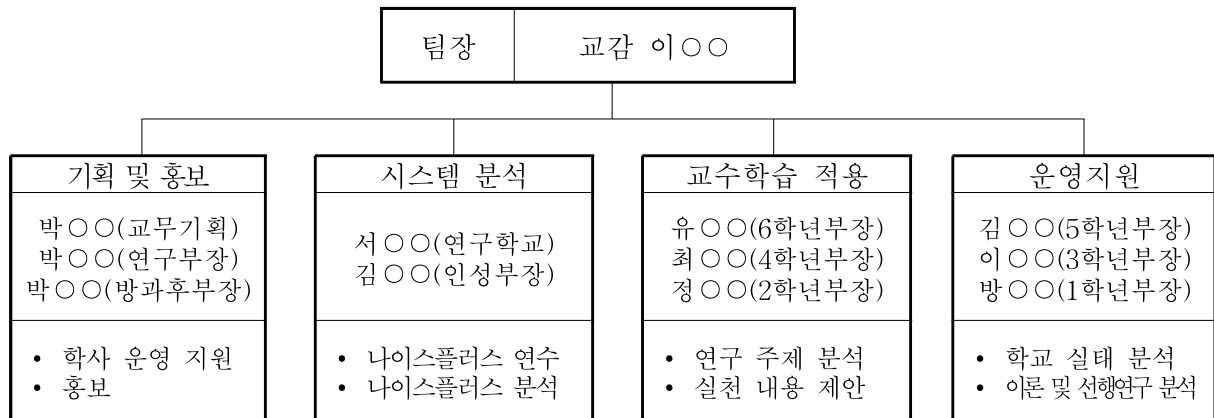 팀장 교감 이○○
기획 및 홍보
박○○(교무기획)
박○○(연구부장)
박○○(방과후부장)
• 학사 운영 지원
• 홍보
시스템 분석
서○○(연구학교)
김○○(인성부장)
• 나이스플러스 연수
• 나이스플러스 분석
교수학습 적용
유○○(6학년부장)
최○○(4학년부장)
정○○(2학년부장)
• 연구 주제 분석
• 실천 내용 제안
운영지원
김○○(5학년부장)
이○○(3학년부장)
방○○(1학년부장)
• 학교 실태 분석
• 이론 및 선행연구 분석